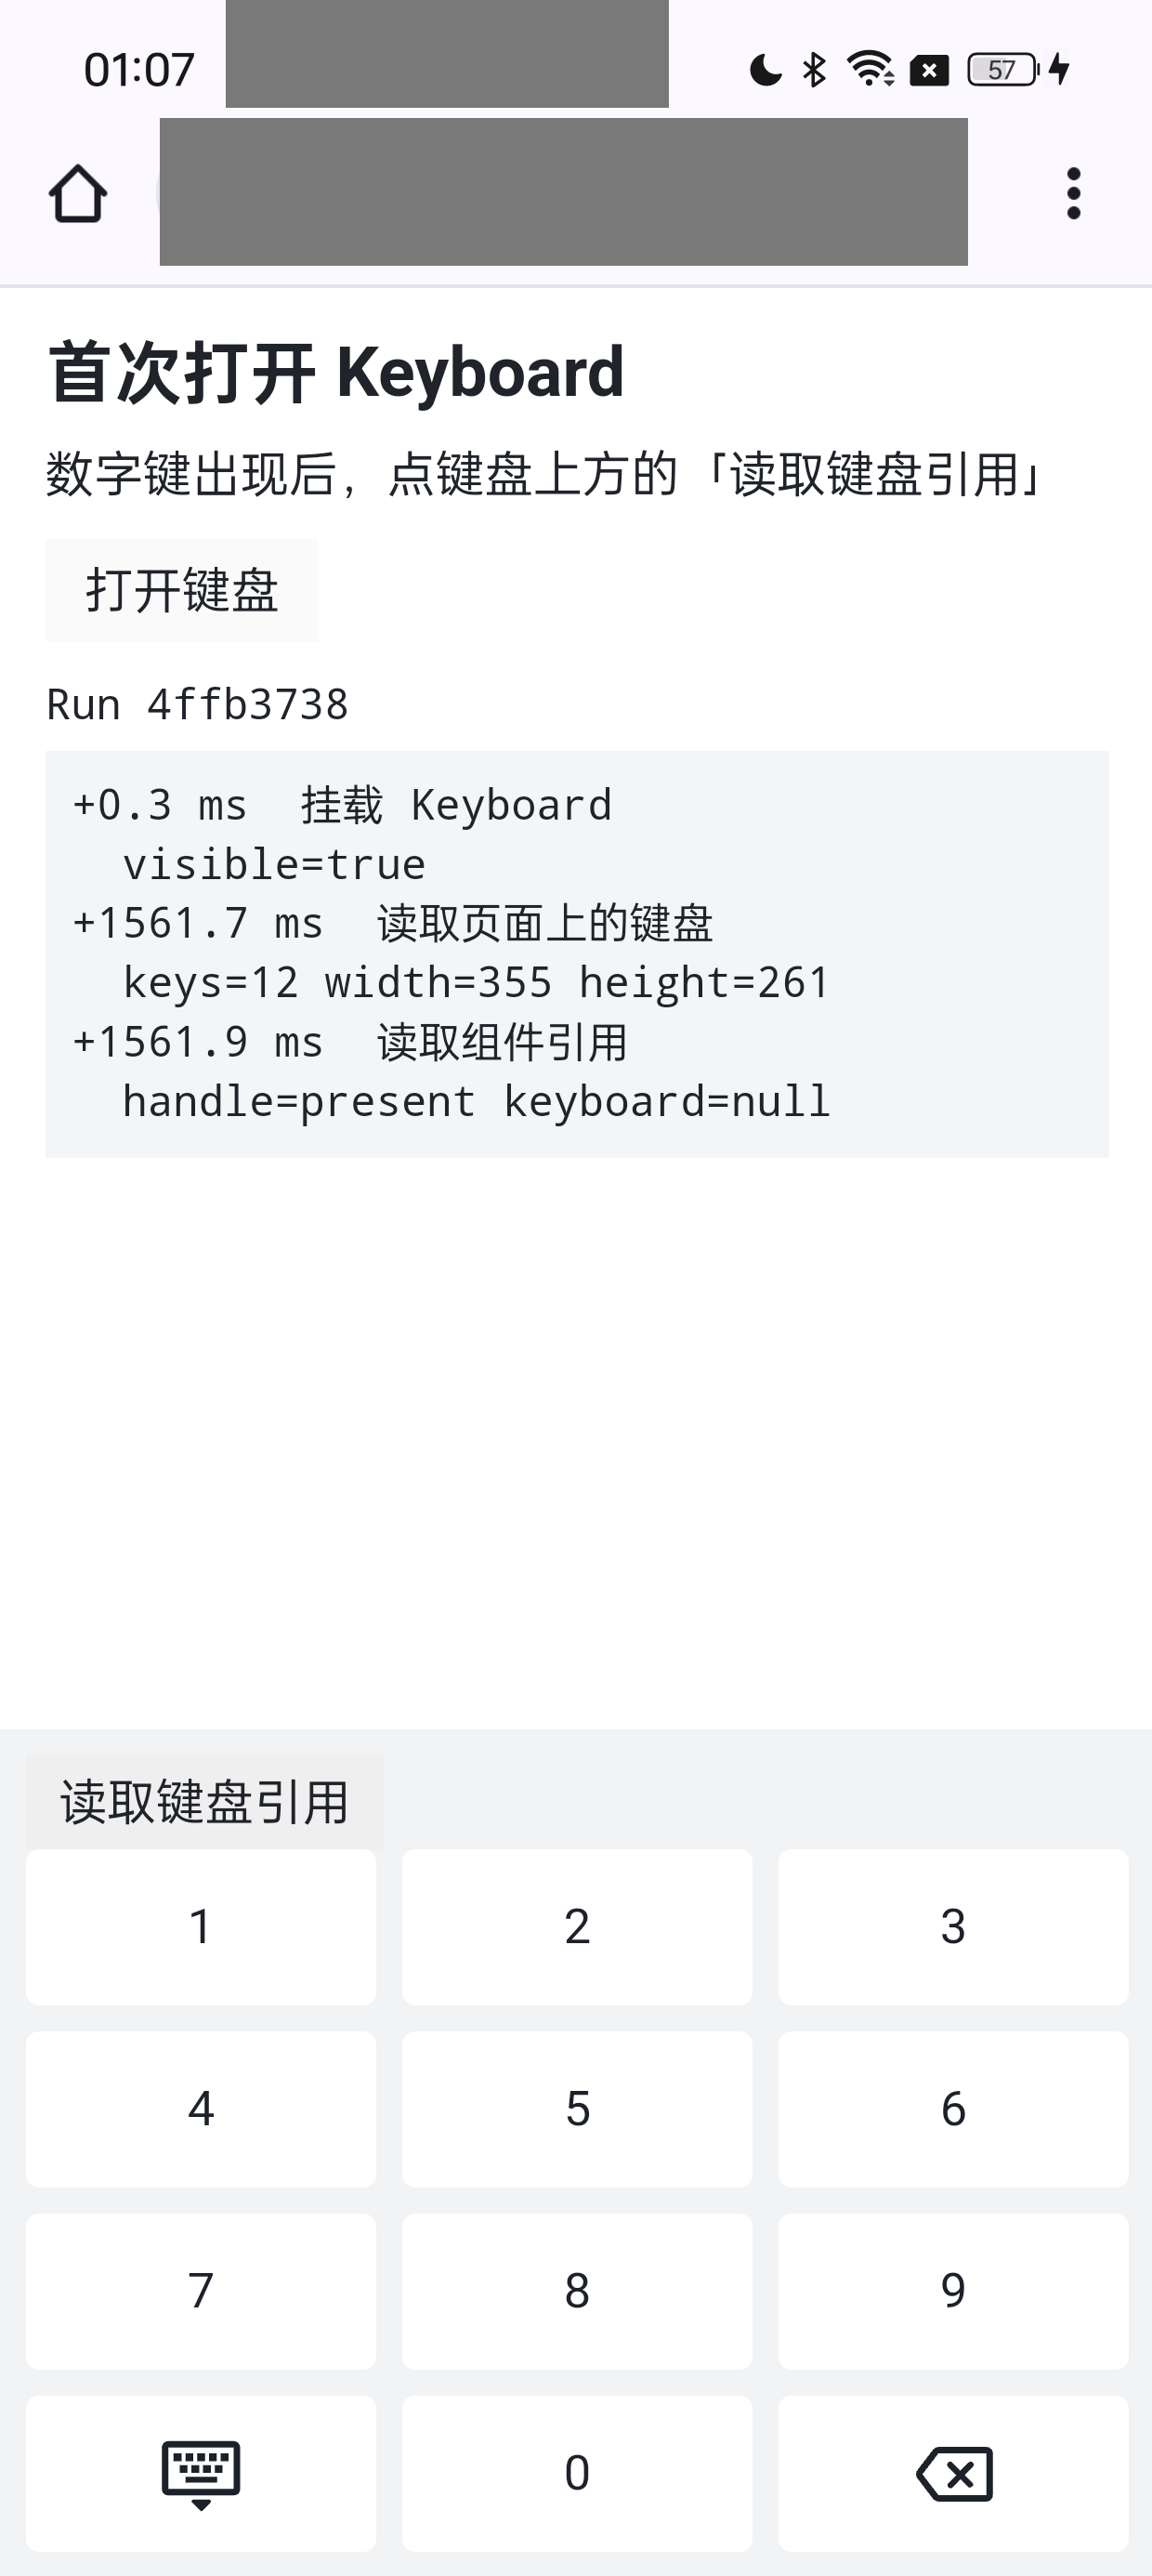 01:07
57
首次打开 Keyboard
数字键出现后，点键盘上方的「读取键盘引用」
打开键盘
Run 4ffb3738
+0.3 ms 挂载 Keyboard
visible=true
+1561.7 ms 读取页面上的键盘
keys=12 width=355 height=261
+1561.9 ms 读取组件引用
handle=present keyboard=null
读取键盘引用
1 2 3
4 5 6
7 8 9
0